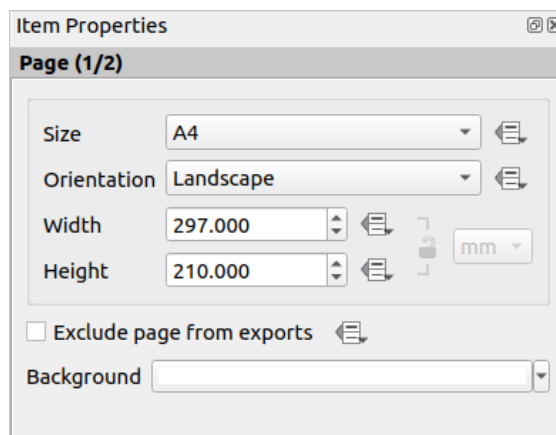 Item Properties
Page (1/2)
Size A4
Orientation Landscape
Width 297.000
mm
Height 210.000
Exclude page from exports
Background